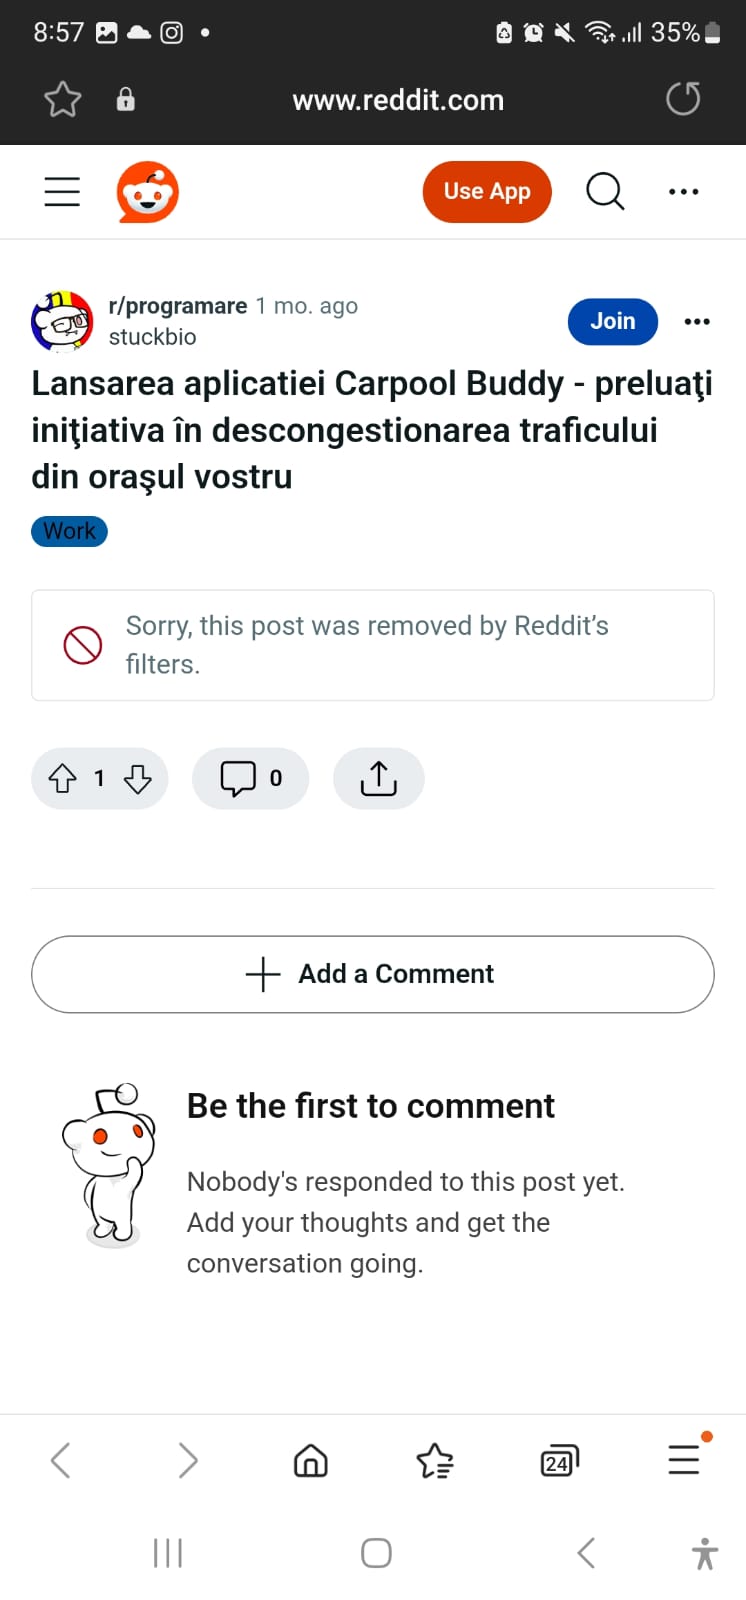 8:57
35%
www.reddit.com
Use App
r/programare 1 mo. ago
stuckbio
Join
Lansarea aplicatiei Carpool Buddy - preluaţi
iniţiativa în descongestionarea traficului
din oraşul vostru
Work
Sorry, this post was removed by Reddit’s
filters.
1
0
Add a Comment
Be the first to comment
Nobody's responded to this post yet.
Add your thoughts and get the
conversation going.
24